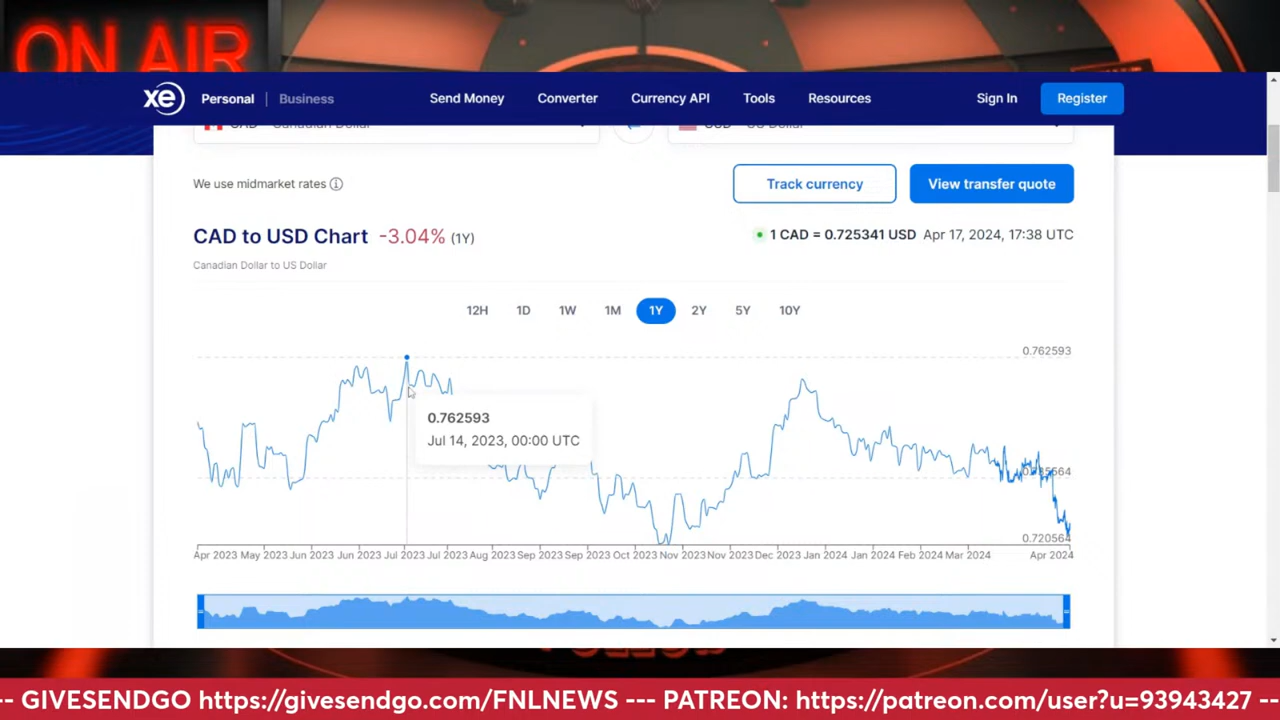 ON AIR
xe Personal | Business Send Money Converter Currency API Tools Resources Sign In Register
We use midmarket rates
Track currency
View transfer quote
CAD to USD Chart -3.04% (1Y)
1 CAD = 0.725341 USD Apr 17, 2024, 17:38 UTC
Canadian Dollar to US Dollar
12H 1D 1W 1M 1Y 2Y 5Y 10Y
0.762593
0.762593
Jul 14, 2023, 00:00 UTC
0.720564
Apr 2023 May 2023 Jun 2023 Jun 2023 Jul 2023 Jul 2023 Aug 2023 Sep 2023 Sep 2023 Oct 2023 Nov 2023 Nov 2023 Dec 2023 Jan 2024 Jan 2024 Feb 2024 Mar 2024 Apr 2024
-- GIVESENDGO https://givesendgo.com/FNLNEWS --- PATREON: https://patreon.com/user?u=93943427 --